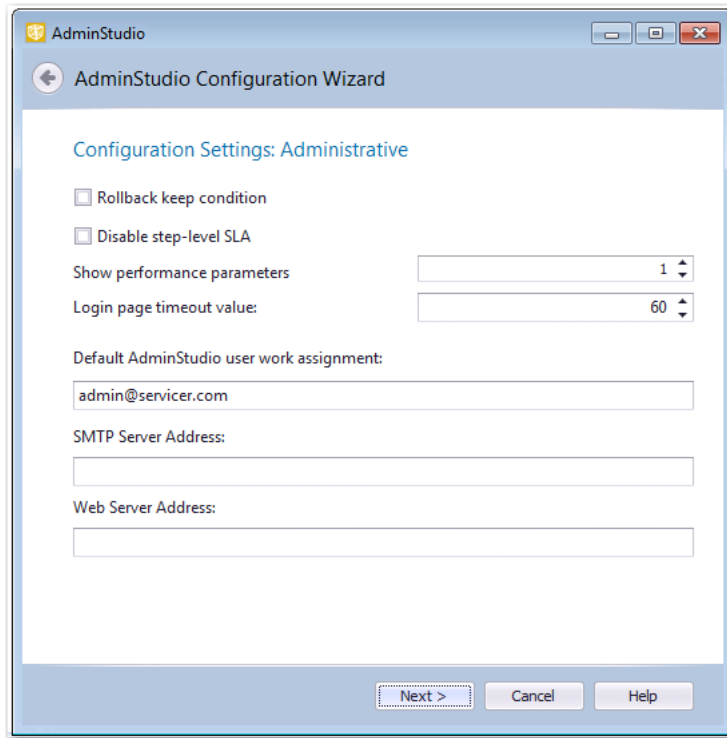 AdminStudio
AdminStudio Configuration Wizard
Configuration Settings: Administrative
Rollback keep condition
Disable step-level SLA
Show performance parameters 1
Login page timeout value: 60
Default AdminStudio user work assignment:
admin@servicer.com
SMTP Server Address:
Web Server Address:
Next > Cancel Help